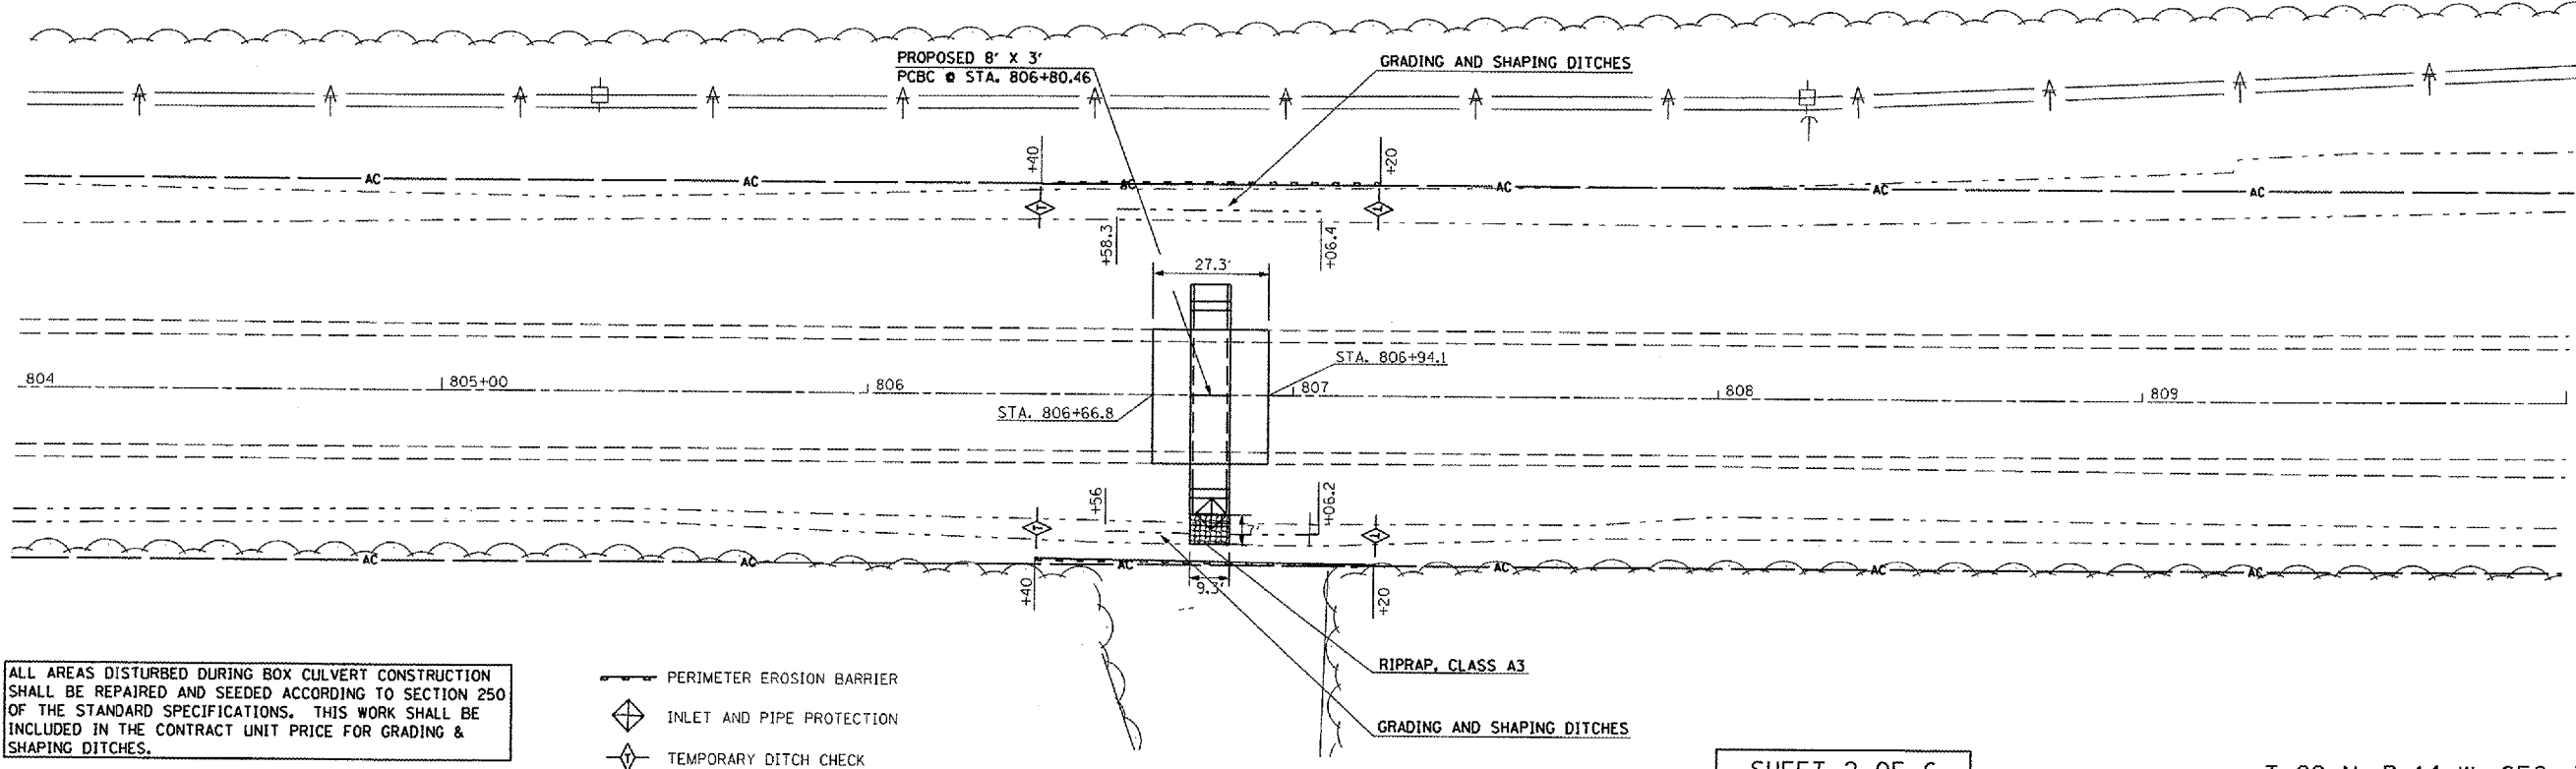 PROPOSED 8' X 3'
PCBC @ STA. 806+80.46
GRADING AND SHAPING DITCHES
+40
+20
AC
AC
AC
AC
AC
AC
+58.3
+06.4
27.3'
STA. 806+94.1
804
805+00
806
807
808
809
STA. 806+66.8
+56
+06.2
7'
AC
AC
AC
AC
AC
AC
+40
9.3'
+20
RIPRAP, CLASS A3
GRADING AND SHAPING DITCHES
ALL AREAS DISTURBED DURING BOX CULVERT CONSTRUCTION
SHALL BE REPAIRED AND SEEDED ACCORDING TO SECTION 250
OF THE STANDARD SPECIFICATIONS. THIS WORK SHALL BE
INCLUDED IN THE CONTRACT UNIT PRICE FOR GRADING &
SHAPING DITCHES.
PERIMETER EROSION BARRIER
INLET AND PIPE PROTECTION
T TEMPORARY DITCH CHECK